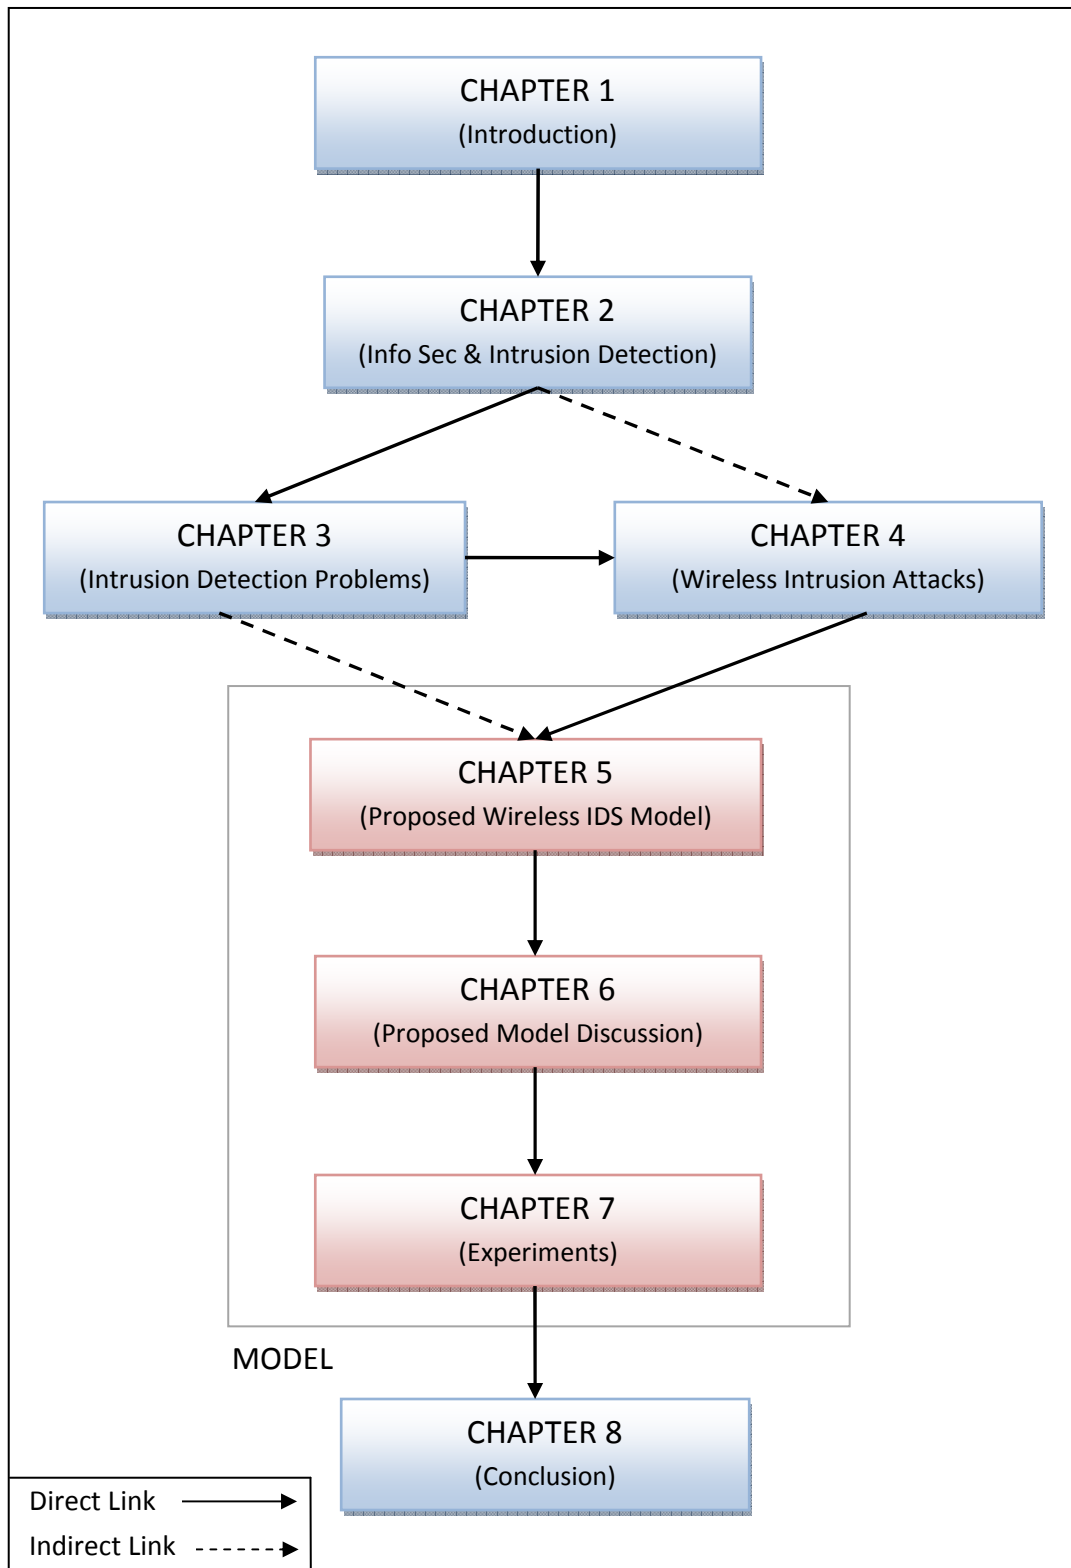 CHAPTER 1
(Introduction)
CHAPTER 2
(Info Sec & Intrusion Detection)
CHAPTER 3
(Intrusion Detection Problems)
CHAPTER 4
(Wireless Intrusion Attacks)
CHAPTER 5
(Proposed Wireless IDS Model)
CHAPTER 6
(Proposed Model Discussion)
CHAPTER 7
(Experiments)
MODEL
CHAPTER 8
(Conclusion)
Direct Link
Indirect Link